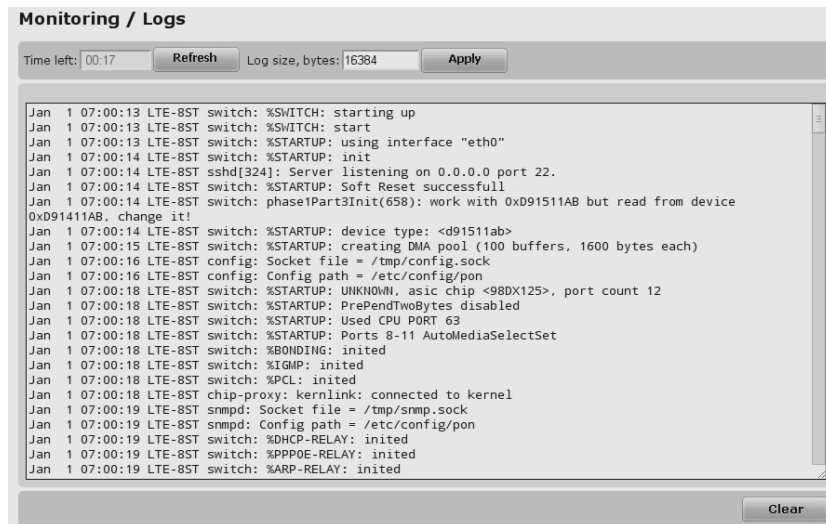 Monitoring / Logs
Time left: 00:17 Refresh Log size, bytes: 16384 Apply
Jan  1 07:00:13 LTE-8ST switch: %SWITCH: starting up
Jan  1 07:00:13 LTE-8ST switch: %SWITCH: start
Jan  1 07:00:13 LTE-8ST switch: %STARTUP: using interface "eth0"
Jan  1 07:00:14 LTE-8ST switch: %STARTUP: init
Jan  1 07:00:14 LTE-8ST sshd[324]: Server listening on 0.0.0.0 port 22.
Jan  1 07:00:14 LTE-8ST switch: %STARTUP: Soft Reset successfull
Jan  1 07:00:14 LTE-8ST switch: phase1Part3Init(658): work with 0xD91511AB but read from device
0xD91411AB, change it!
Jan  1 07:00:14 LTE-8ST switch: %STARTUP: device type: <d91511ab>
Jan  1 07:00:15 LTE-8ST switch: %STARTUP: creating DMA pool (100 buffers, 1600 bytes each)
Jan  1 07:00:16 LTE-8ST config: Socket file = /tmp/config.sock
Jan  1 07:00:16 LTE-8ST config: Config path = /etc/config/pon
Jan  1 07:00:18 LTE-8ST switch: %STARTUP: UNKNOWN, asic chip <98DX125>, port count 12
Jan  1 07:00:18 LTE-8ST switch: %STARTUP: PrePendTwoBytes disabled
Jan  1 07:00:18 LTE-8ST switch: %STARTUP: Used CPU PORT 63
Jan  1 07:00:18 LTE-8ST switch: %STARTUP: Ports 8-11 AutoMediaSelectSet
Jan  1 07:00:18 LTE-8ST switch: %BONDING: inited
Jan  1 07:00:18 LTE-8ST switch: %IGMP: inited
Jan  1 07:00:18 LTE-8ST switch: %PCL: inited
Jan  1 07:00:18 LTE-8ST chip-proxy: kernlink: connected to kernel
Jan  1 07:00:19 LTE-8ST snmpd: Socket file = /tmp/snmp.sock
Jan  1 07:00:19 LTE-8ST snmpd: Config path = /etc/config/pon
Jan  1 07:00:19 LTE-8ST switch: %DHCP-RELAY: inited
Jan  1 07:00:19 LTE-8ST switch: %PPPOE-RELAY: inited
Jan  1 07:00:19 LTE-8ST switch: %ARP-RELAY: inited
Clear